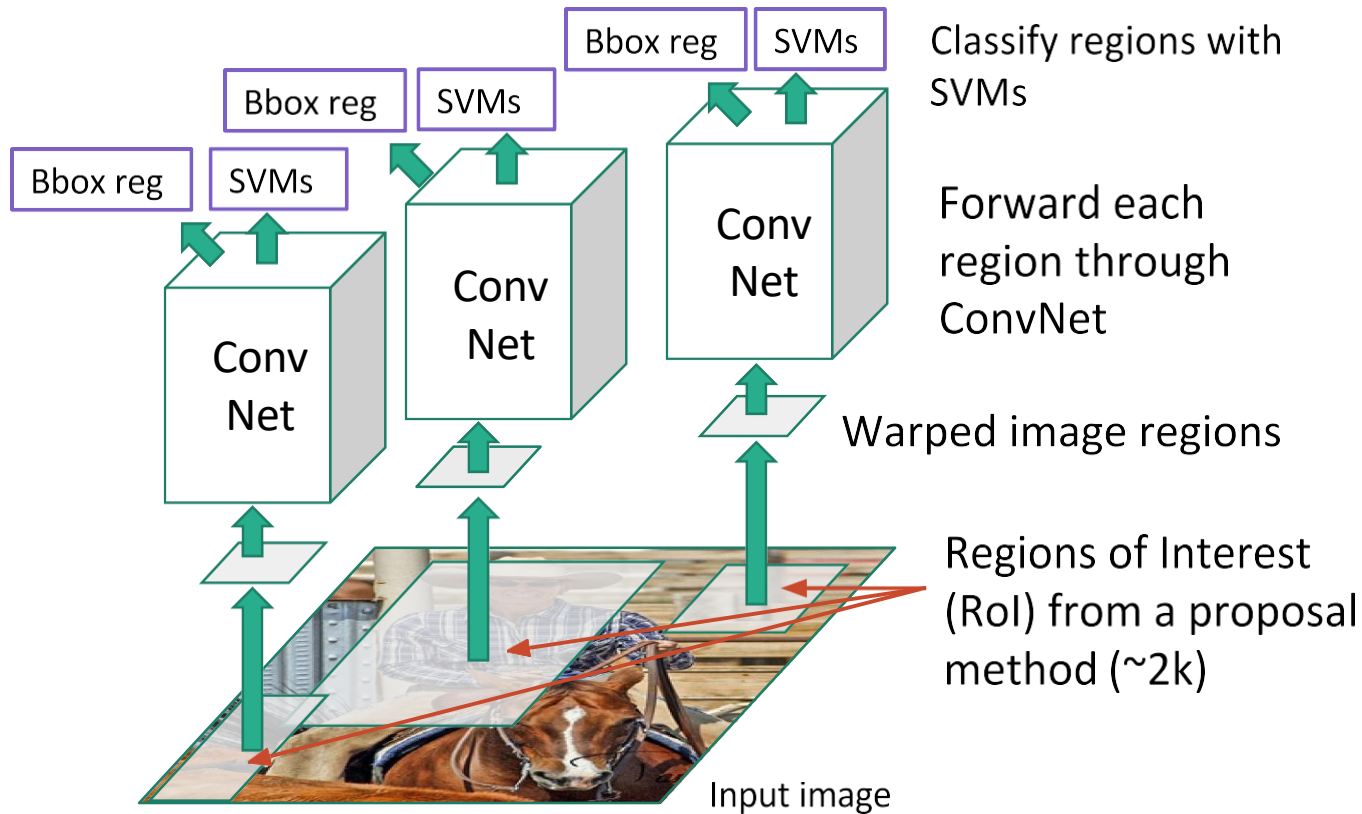 Bbox reg
SVMs
Classify regions with
SVMs
Bbox reg
SVMs
Bbox reg
SVMs
Forward each
region through
ConvNet
Conv
Net
Conv
Net
Conv
Net
Warped image regions
Regions of Interest
(RoI) from a proposal
method (~2k)
Input image